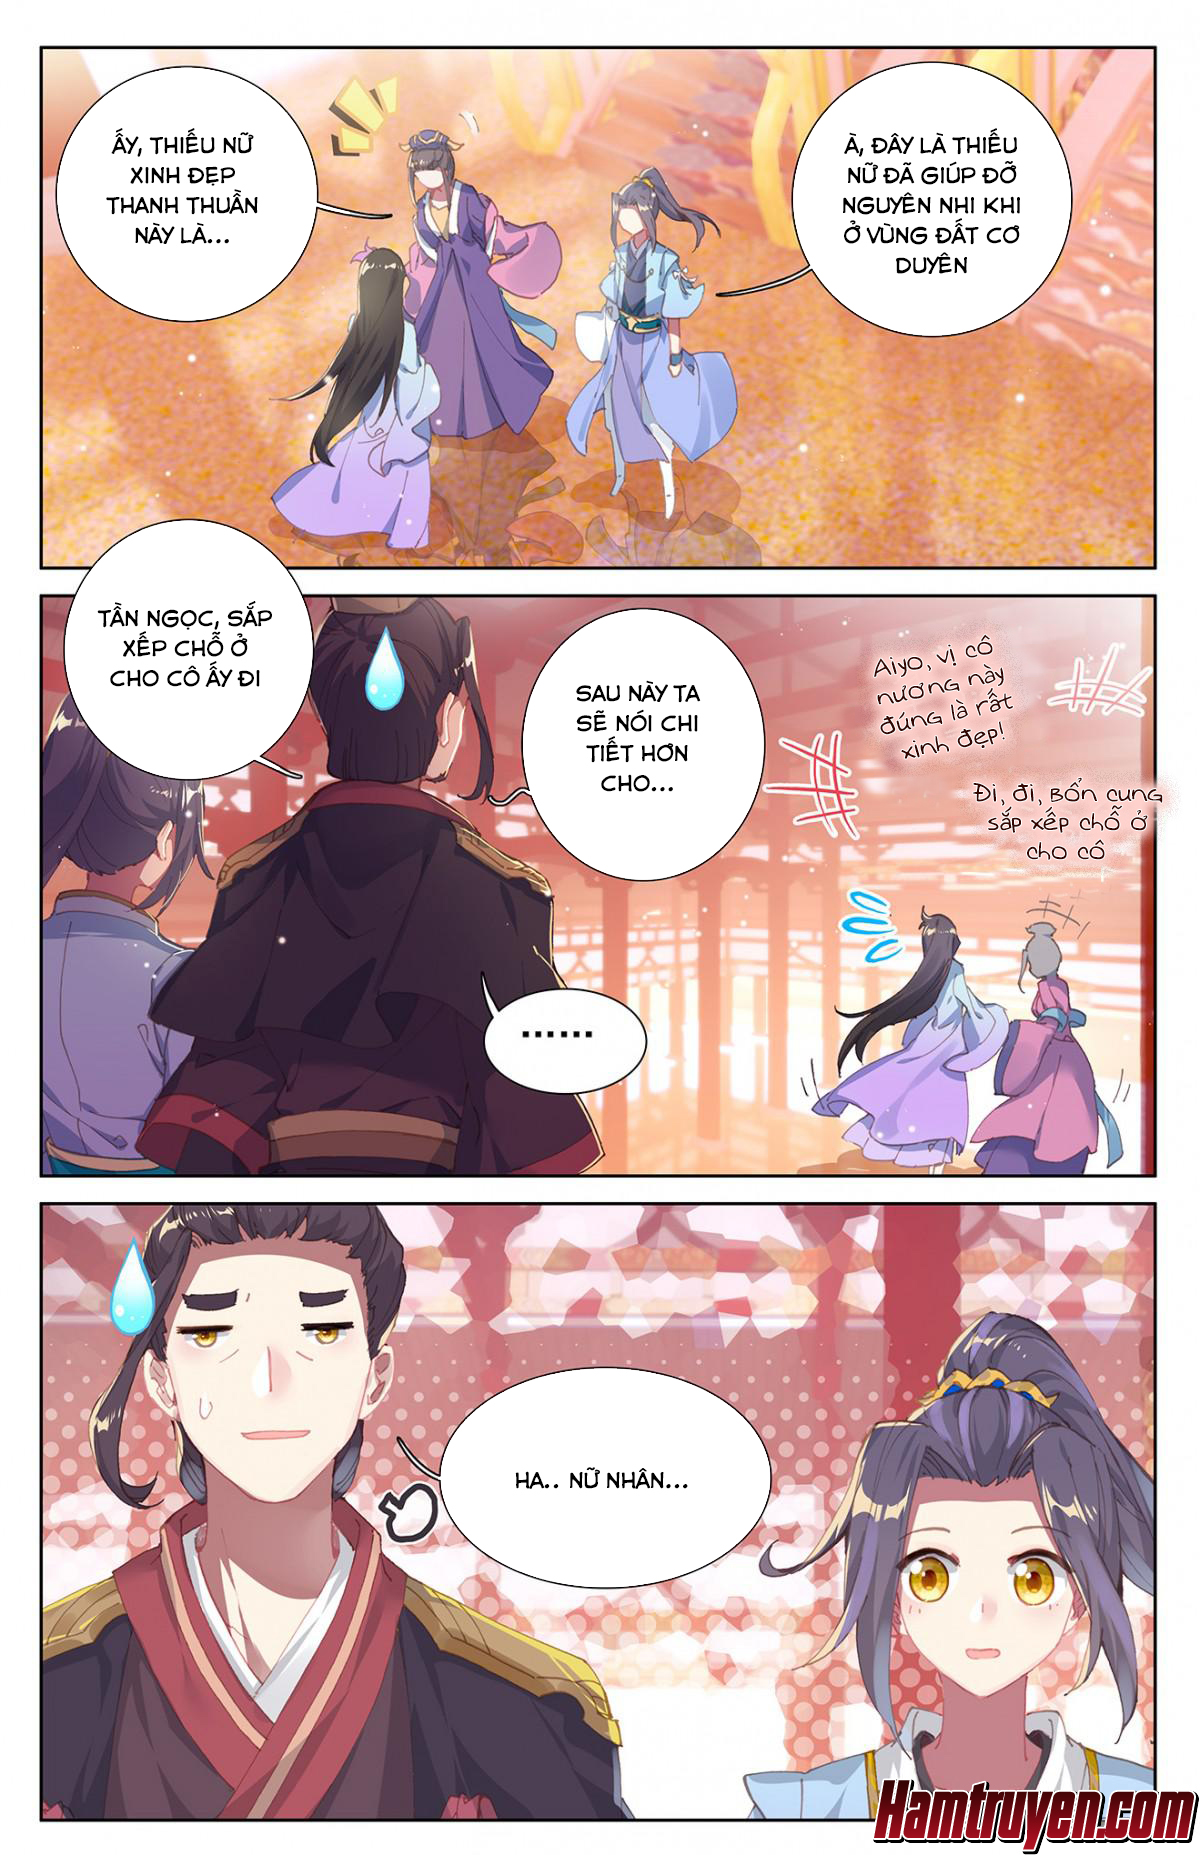 ẤY, THIẾU NỮ
XINH ĐẸP
THANH THUẦN
NÀY LÀ...
À, ĐÂY LÀ THIẾU
NỮ ĐÃ GIÚP ĐỠ
NGUYÊN NHI KHI
Ở VÙNG ĐẤT CƠ
DUYÊN
TẦN NGỌC, SẮP
XẾP CHỖ Ở
CHO CÔ ẤY ĐI
SAU NÀY TA
SẼ NÓI CHI
TIẾT HƠN
CHO...
Aiyo, vị cô
nương này
đúng là rất
xinh đẹp!
Đi, đi, bổn cung
sắp xếp chỗ ở
cho cô
......
HA.. NỮ NHÂN...
Hamtruyen.com